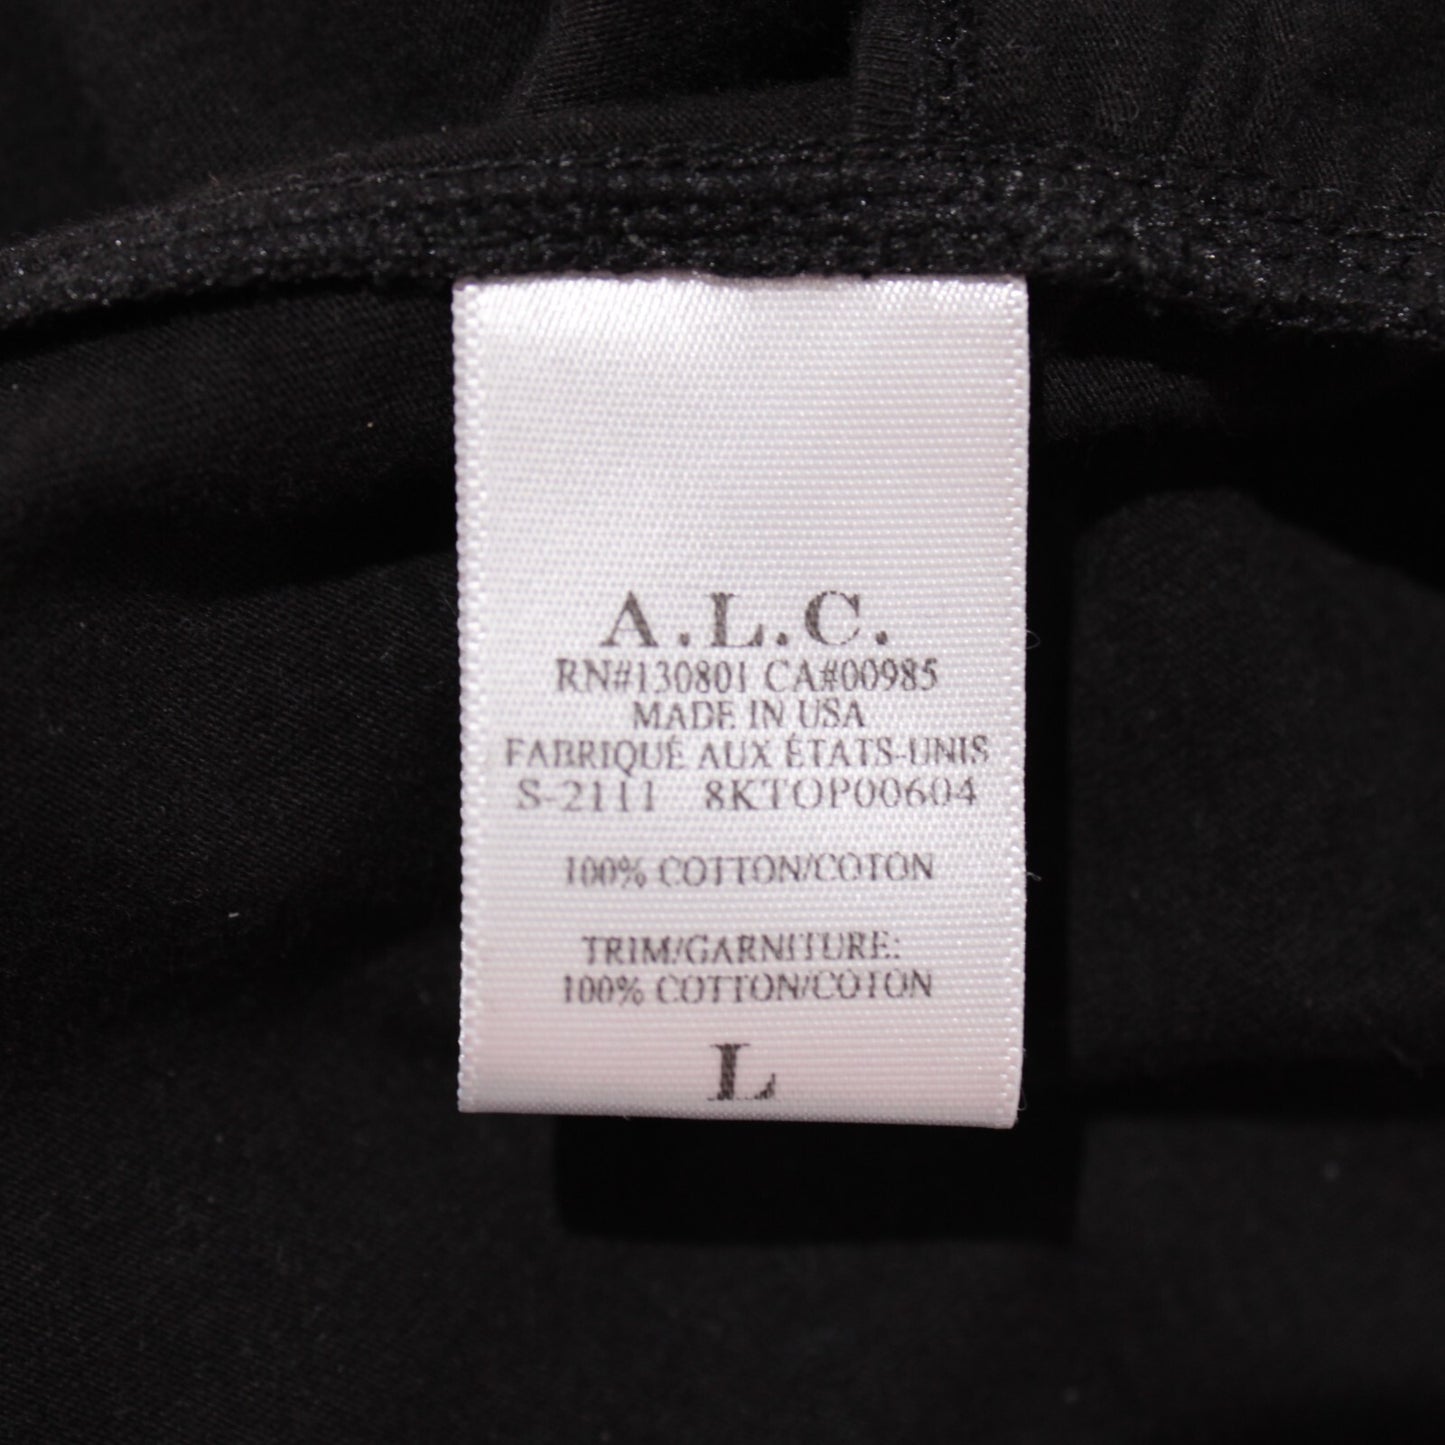 A.L.C.
RN#130801 CA#00985
MADE IN USA
FABRIQUÉ AUX ÉTATS-UNIS
S-2111 8KTOP00604
100% COTTON/COTON
TRIM/GARNITURE:
100% COTTON/COTON
L